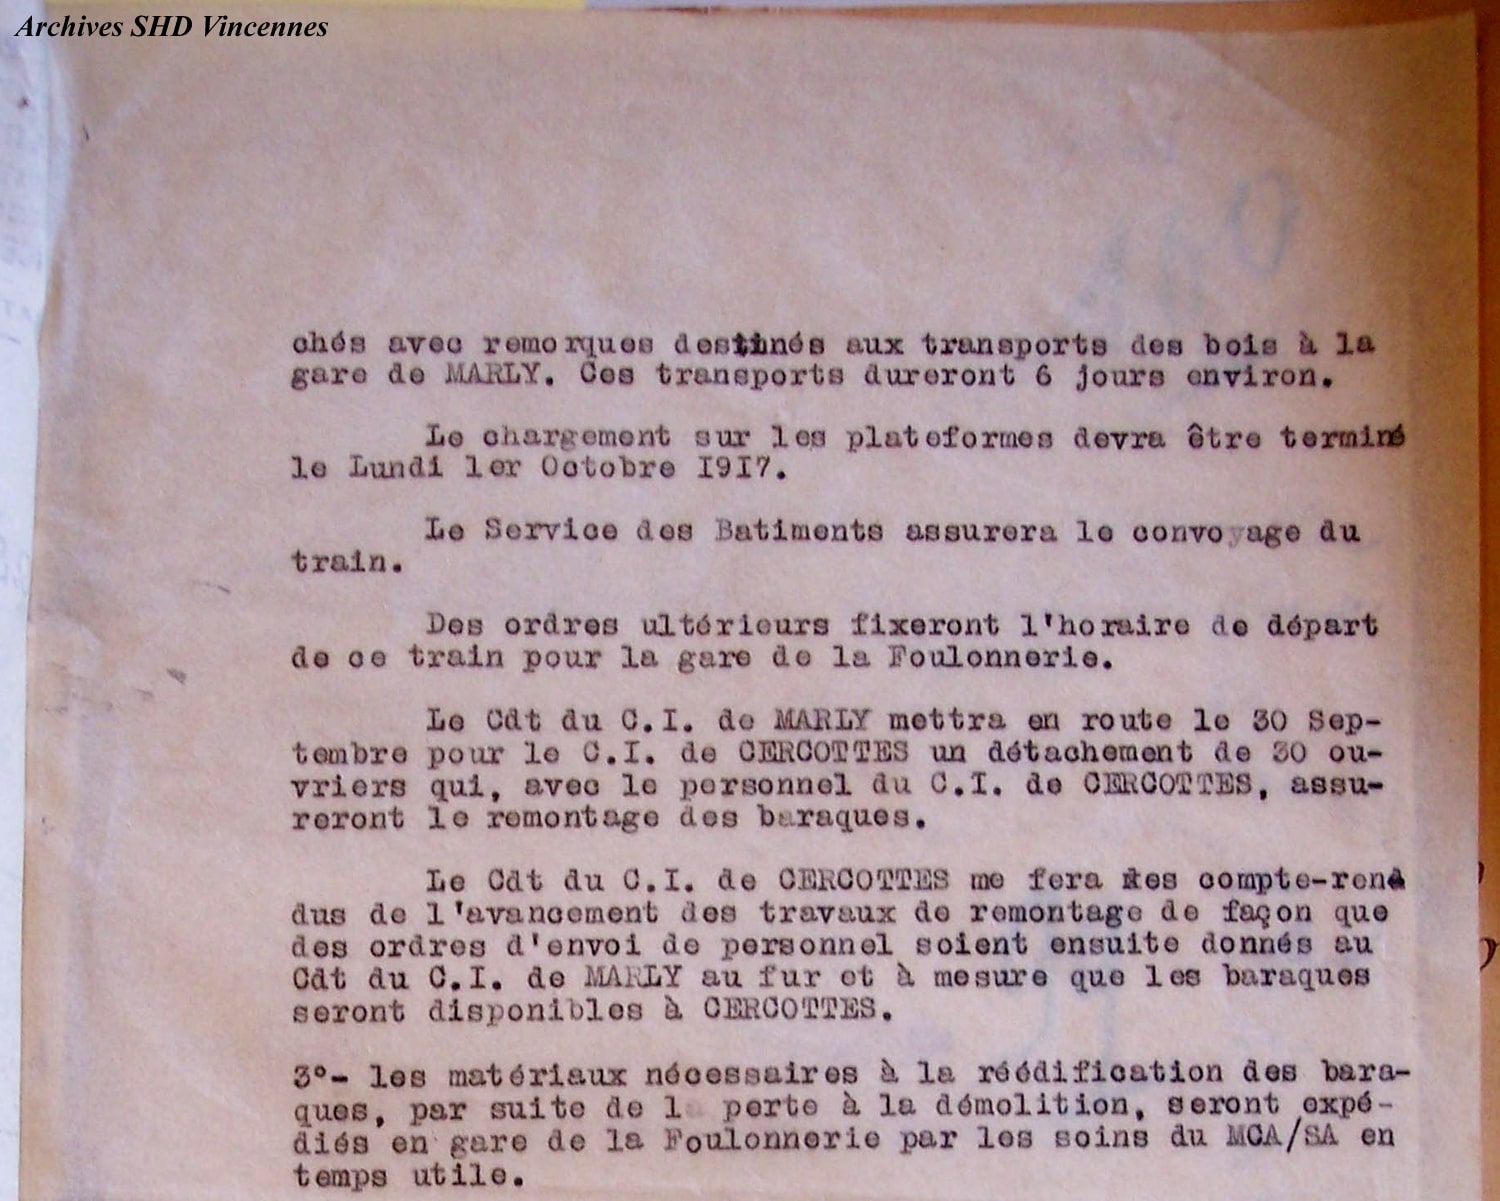 Archives SHD Vincennes
chés avec remorques destinés aux transports des bois à la
gare de MARLY. Ces transports dureront 6 jours environ.
Le chargement sur les plateformes devra être terminé
le Lundi 1er Octobre 1917.
Le Service des Batiments assurera le convoyage du
train.
Des ordres ultérieurs fixeront l'horaire de départ
de ce train pour la gare de la Foulonnerie.
Le Cdt du C.I. de MARLY mettra en route le 30 Sep-
tembre pour le C.I. de CERCOTTES un détachement de 30 ou-
vriers qui, avec le personnel du C.I. de CERCOTTES, assu-
reront le remontage des baraques.
Le Cdt du C.I. de CERCOTTES me fera des compte-ren
dus de l'avancement des travaux de remontage de façon que
des ordres d'envoi de personnel soient ensuite donnés au
Cdt du C.I. de MARLY au fur et à mesure que les baraques
seront disponibles à CERCOTTES.
3°- les matériaux nécessaires à la réédification des bara-
ques, par suite de l perte à la démolition, seront expé-
diés en gare de la Foulonnerie par les soins du MCA/SA en
temps utile.